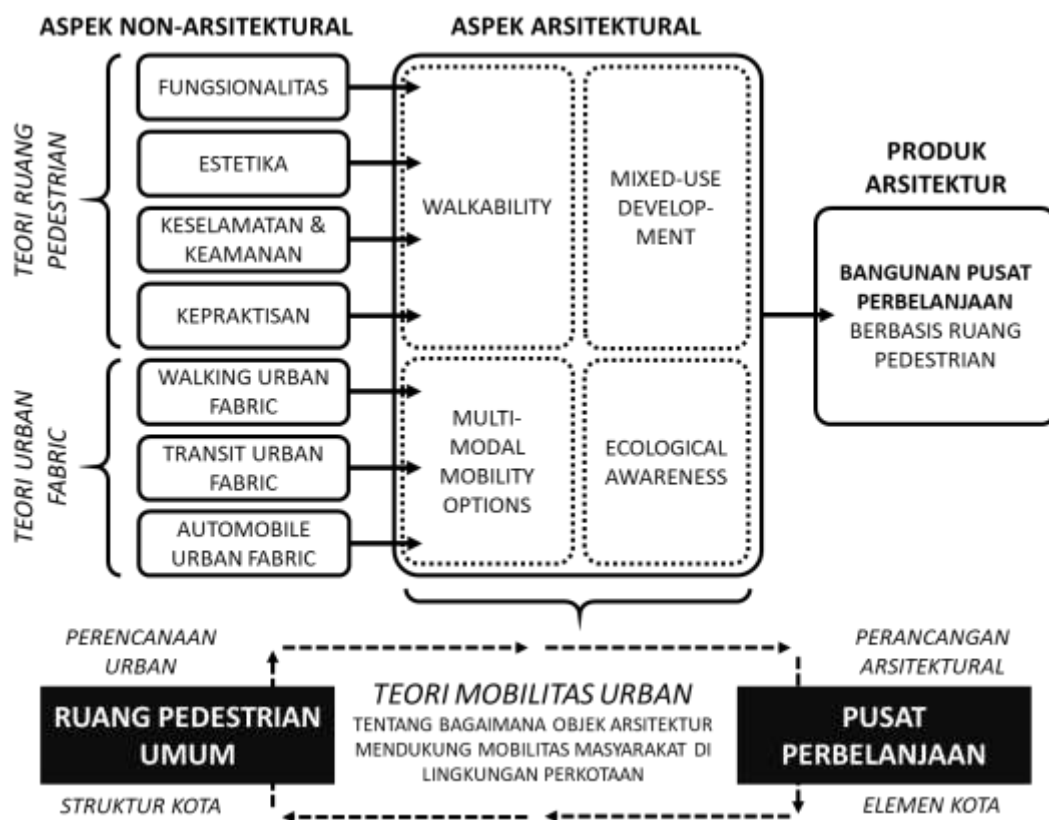 ASPEK NON-ARSITEKTURAL
ASPEK ARSITEKTURAL
TEORI RUANG
PEDESTRIAN
FUNGSIONALITAS
ESTETIKA
KESELAMATAN &
KEAMANAN
KEPRAKTISAN
TEORI URBAN
FABRIC
WALKING URBAN
FABRIC
TRANSIT URBAN
FABRIC
AUTOMOBILE
URBAN FABRIC
WALKABILITY
MIXED-USE
DEVELOP-
MENT
MULTI-
MODAL
MOBILITY
OPTIONS
ECOLOGICAL
AWARENESS
PRODUK
ARSITEKTUR
BANGUNAN PUSAT
PERBELANJAAN
BERBASIS RUANG
PEDESTRIAN
PERENCANAAN
URBAN
RUANG PEDESTRIAN
UMUM
STRUKTUR KOTA
TEORI MOBILITAS URBAN
TENTANG BAGAIMANA OBJEK ARSITEKTUR
MENDUKUNG MOBILITAS MASYARAKAT DI
LINGKUNGAN PERKOTAAN
PERANCANGAN
ARSITEKTURAL
PUSAT
PERBELANJAAN
ELEMEN KOTA